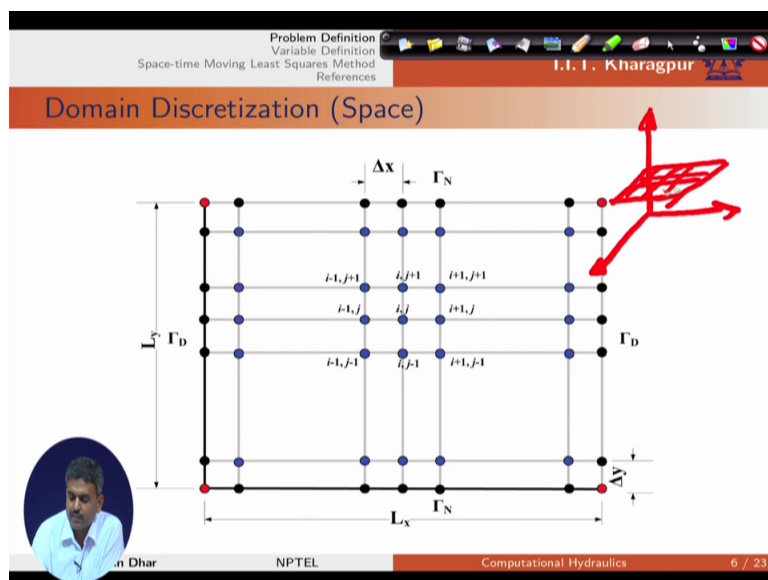 Problem Definition
Variable Definition
Space-time Moving Least Squares Method
References
I.I.T. Kharagpur
Domain Discretization (Space)
Δx
ΓN
i-1, j+1 i, j+1 i+1, j+1
i-1, j i, j i+1, j
Ly ΓD ΓD
i-1, j-1 i, j-1 i+1, j-1
Δy
ΓN
Lx
Dhar NPTEL Computational Hydraulics 6 / 23